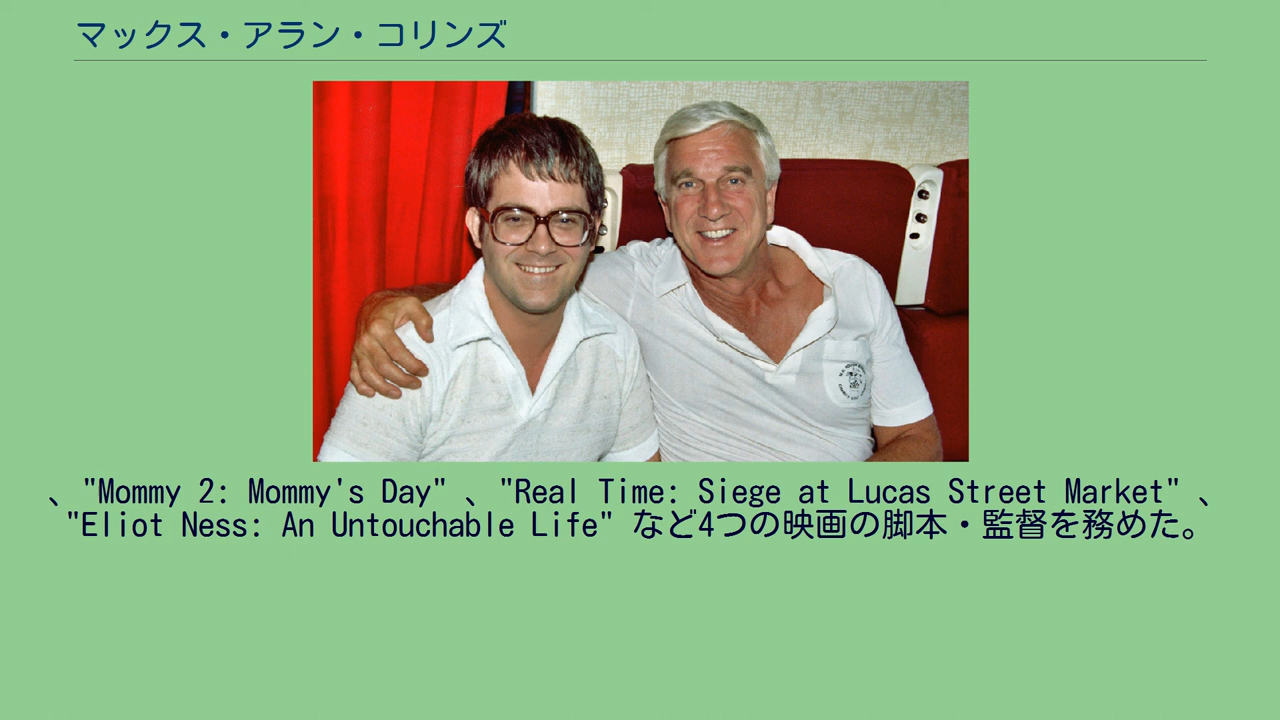 マックス・アラン・コリンズ
、"Mommy 2: Mommy's Day" 、"Real Time: Siege at Lucas Street Market" 、
"Eliot Ness: An Untouchable Life" など4つの映画の脚本・監督を務めた。